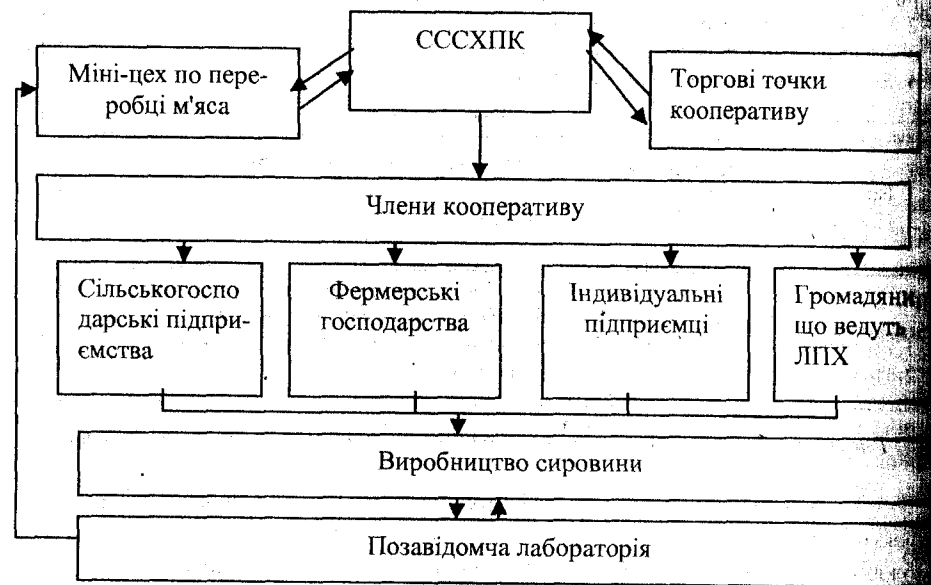 СССХПК
Міні-цех по пере-
робці м'яса
Торгові точки
кооперативу
Члени кооперативу
Сільськогоспо
дарські підпри-
ємства
Фермерські
господарства
Індивідуальні
підприємці
Громадяни
що ведуть
ЛПХ
Виробництво сировини
Позавідомча лабораторія